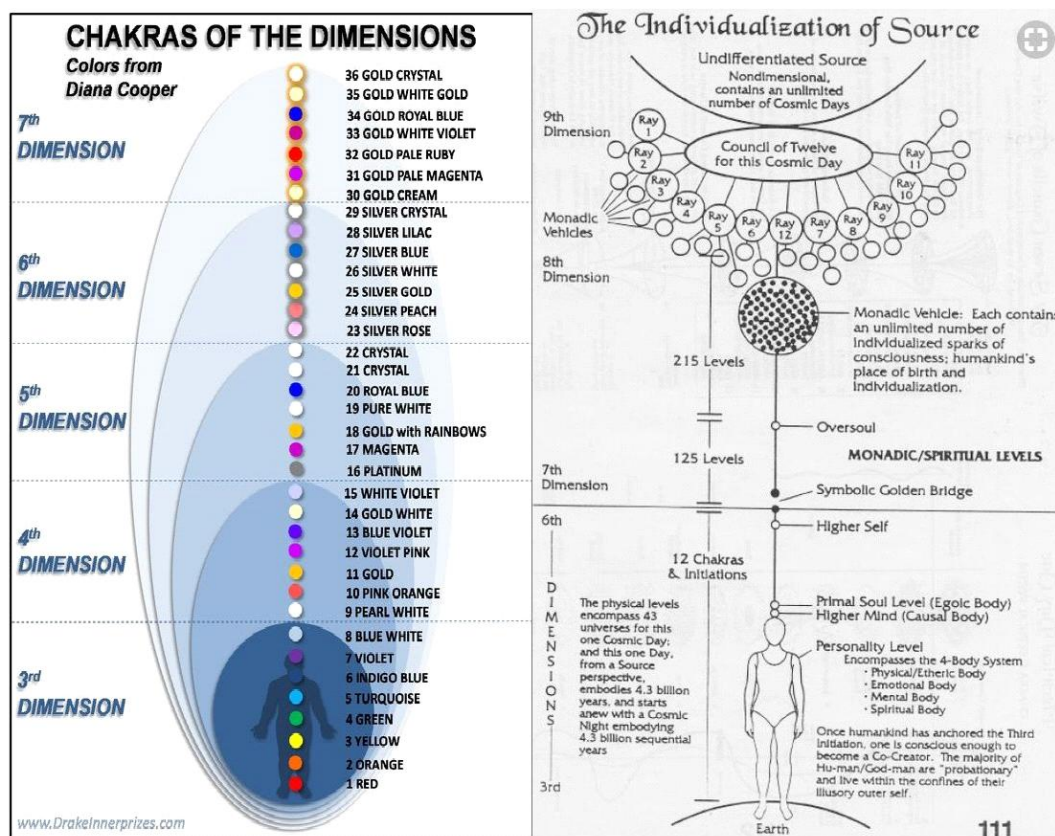 CHAKRAS OF THE DIMENSIONS
Colors from
Diana Cooper
7th
DIMENSION
36 GOLD CRYSTAL
35 GOLD WHITE GOLD
34 GOLD ROYAL BLUE
33 GOLD WHITE VIOLET
32 GOLD PALE RUBY
31 GOLD PALE MAGENTA
30 GOLD CREAM
6th
DIMENSION
29 SILVER CRYSTAL
28 SILVER LILAC
27 SILVER BLUE
26 SILVER WHITE
25 SILVER GOLD
24 SILVER PEACH
23 SILVER ROSE
5th
DIMENSION
22 CRYSTAL
21 CRYSTAL
20 ROYAL BLUE
19 PURE WHITE
18 GOLD with RAINBOWS
17 MAGENTA
16 PLATINUM
4th
DIMENSION
15 WHITE VIOLET
14 GOLD WHITE
13 BLUE VIOLET
12 VIOLET PINK
11 GOLD
10 PINK ORANGE
9 PEARL WHITE
3rd
DIMENSION
8 BLUE WHITE
7 VIOLET
6 INDIGO BLUE
5 TURQUOISE
4 GREEN
3 YELLOW
2 ORANGE
1 RED
www.DrakeInnerprizes.com
The Individualization of Source
Undifferentiated Source
Nondimensional,
contains an unlimited
number of Cosmic Days
9th
Dimension
Council of Twelve
for this Cosmic Day
Ray
1
Ray
2
Ray
3
Ray
4
Ray
5
Ray
6
Ray
12
Ray
7
Ray
8
Ray
9
Ray
10
Ray
11
Monadic
Vehicles
8th
Dimension
Monadic Vehicle: Each contains
an unlimited number of
individualized sparks of
consciousness; humankind's
place of birth and
individualization.
215 Levels
Oversoul
125 Levels
MONADIC/SPIRITUAL LEVELS
7th
Dimension
Symbolic Golden Bridge
6th
Higher Self
12 Chakras
& Initiations
DIMENSIONS
The physical levels
encompass 43
universes for this
one Cosmic Day;
and this one Day,
from a Source
perspective,
embodies 4.3 billion
years, and starts
anew with a Cosmic
Night embodying
4.3 billion sequential
years
3rd
Primal Soul Level (Egoic Body)
Higher Mind (Causal Body)
Personality Level
Encompasses the 4-Body System
· Physical/Etheric Body
· Emotional Body
· Mental Body
· Spiritual Body
Once humankind has anchored the Third
Initiation, one is conscious enough to
become a Co-Creator. The majority of
Hu-man/God-man are "probationary"
and live within the confines of their
illusory outer self.
Earth
111